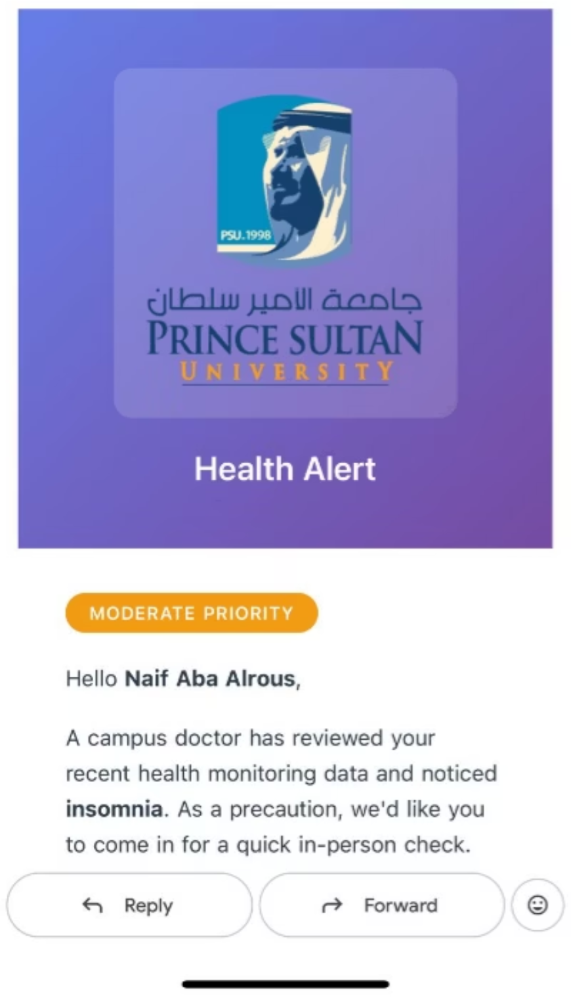 PSU.1998
جامعة الأمير سلطان
PRINCE SULTAN
UNIVERSITY
Health Alert
MODERATE PRIORITY
Hello Naif Aba Alrous,
A campus doctor has reviewed your
recent health monitoring data and noticed
insomnia. As a precaution, we'd like you
to come in for a quick in-person check.
Reply
Forward